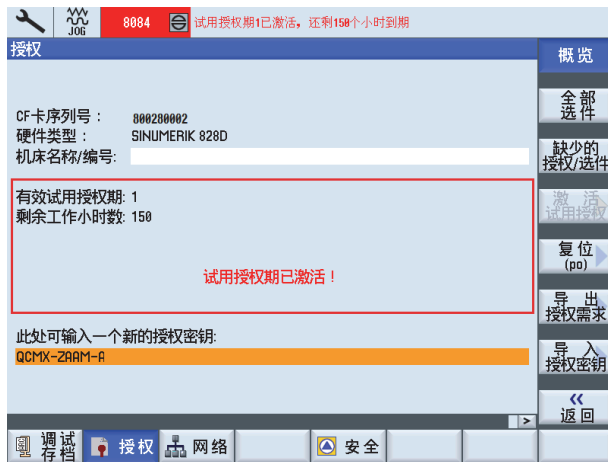 JOG
8084
试用授权期1已激活，还剩150个小时到期
授权
CF卡序列号：
800280002
硬件类型：
SINUMERIK 828D
机床名称/编号:
有效试用授权期: 1
剩余工作小时数: 150
试用授权期已激活！
此处可输入一个新的授权密钥:
QCMX-ZAAM-A
概览
全部
选件
缺少的
授权/选件
激活
试用授权
复位
(po)
导出
授权需求
导入
授权密钥
<<
返回
>
调试
存档
授权
网络
安全